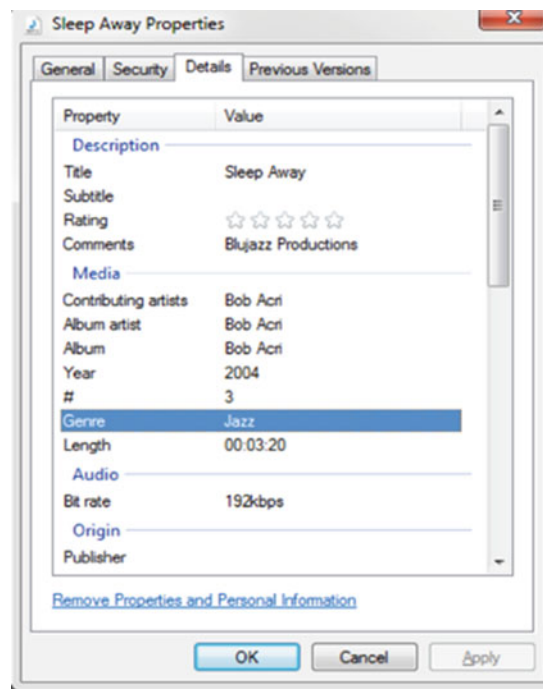 Sleep Away Properties
General Security Details Previous Versions
Property Value
Description
Title Sleep Away
Subtitle
Rating
Comments Blujazz Productions
Media
Contributing artists Bob Acri
Album artist Bob Acri
Album Bob Acri
Year 2004
# 3
Genre Jazz
Length 00:03:20
Audio
Bit rate 192kbps
Origin
Publisher
Remove Properties and Personal Information
OK Cancel Apply